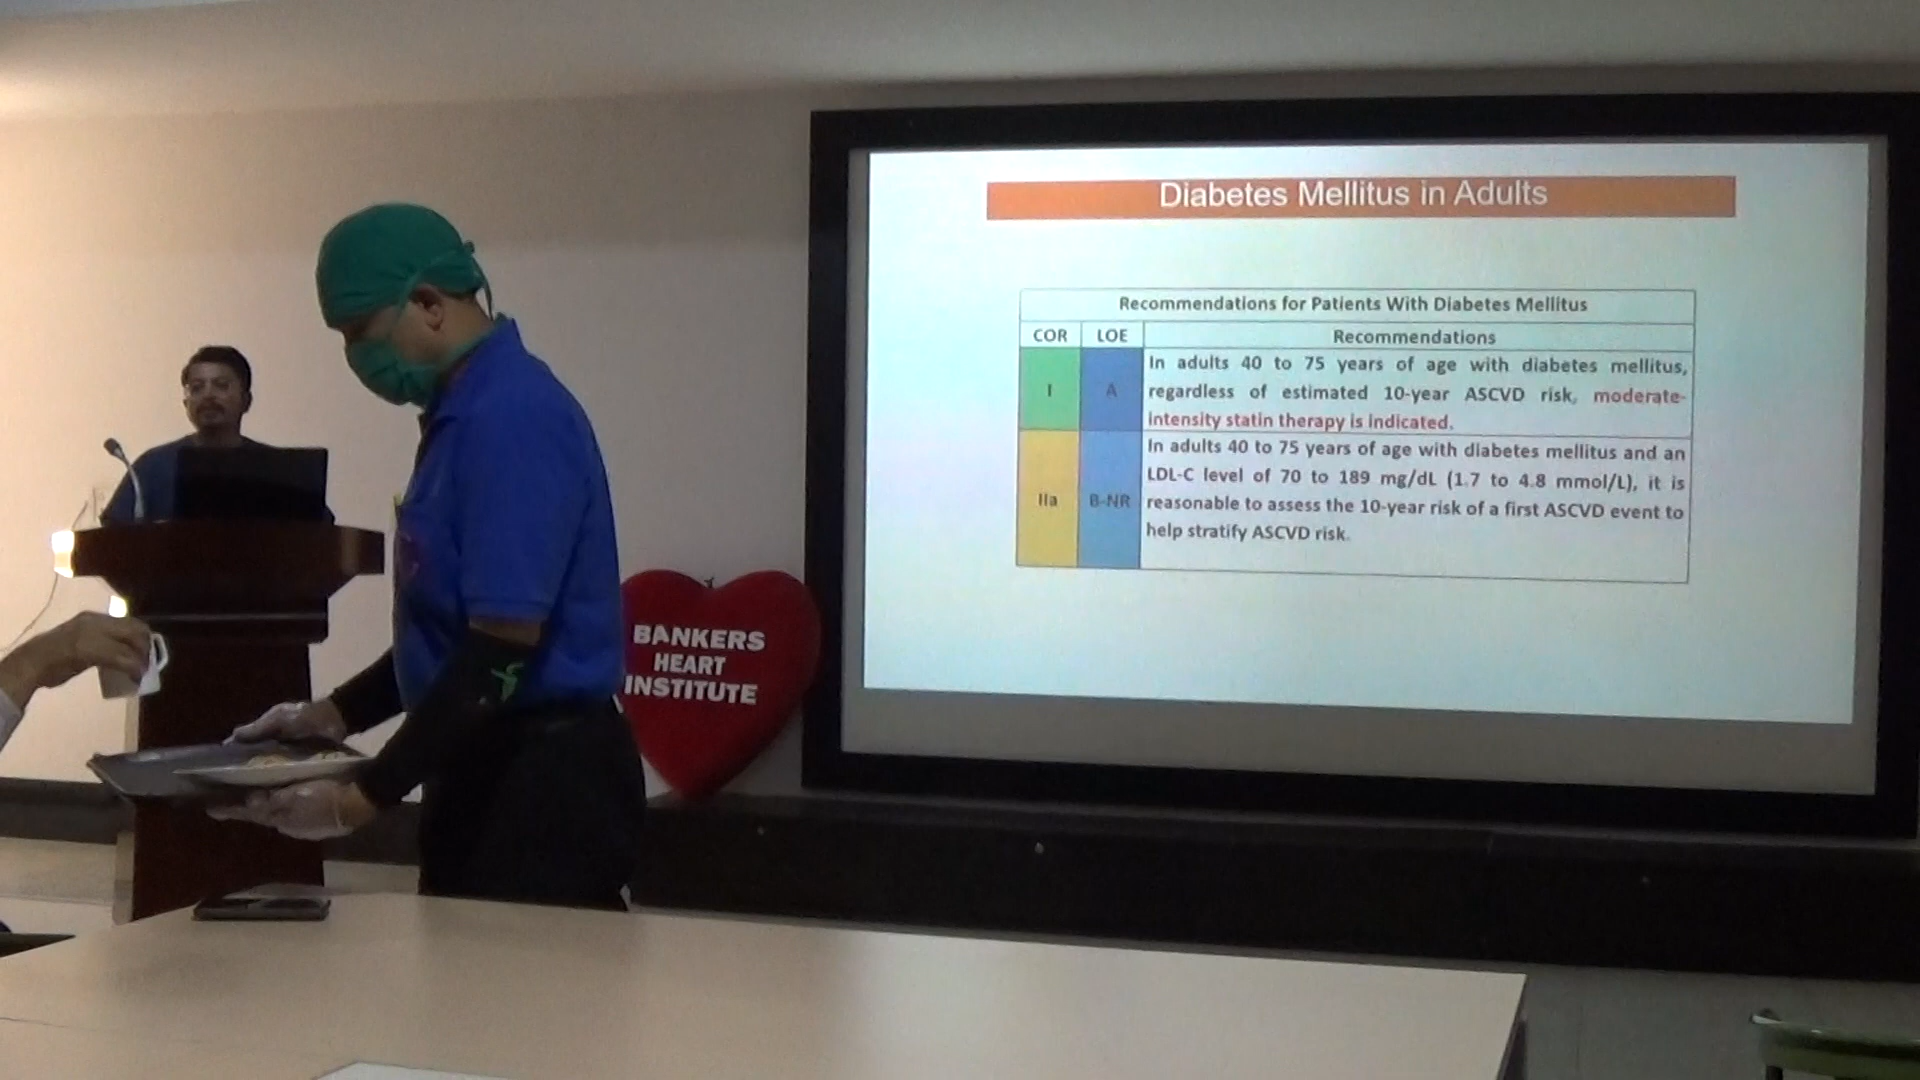 Diabetes Mellitus in Adults
Recommendations for Patients With Diabetes Mellitus
COR LOE Recommendations
I A In adults 40 to 75 years of age with diabetes mellitus,
regardless of estimated 10-year ASCVD risk, moderate-
intensity statin therapy is indicated.
IIa B-NR In adults 40 to 75 years of age with diabetes mellitus and an
LDL-C level of 70 to 189 mg/dL (1.7 to 4.8 mmol/L), it is
reasonable to assess the 10-year risk of a first ASCVD event to
help stratify ASCVD risk.
BANKERS
HEART
INSTITUTE